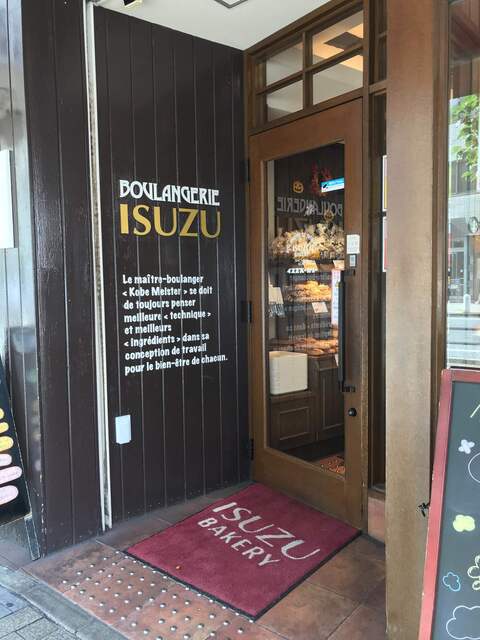 BOULANGERIE
ISUZU
Le maître-boulanger
< Kobe Meister > se doit
de toujours penser
meilleure < technique >
et meilleurs
< ingrédients > dans sa
conception de travail
pour le bien-être de chacun.
BOULANGERIE
ISUZU
BAKERY